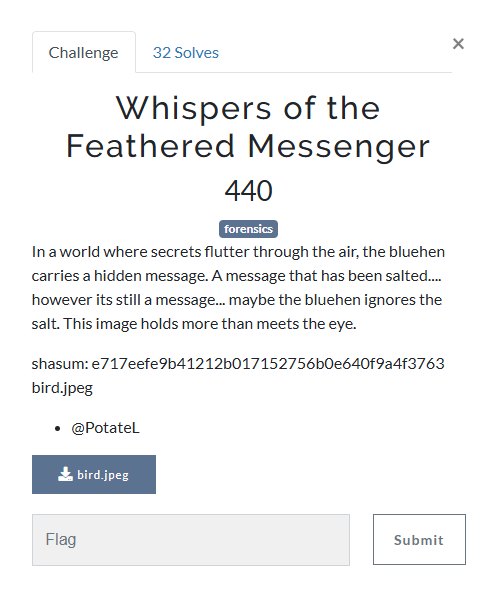 Challenge
32 Solves
×
Whispers of the
Feathered Messenger
440
forensics
In a world where secrets flutter through the air, the bluehen
carries a hidden message. A message that has been salted....
however its still a message... maybe the bluehen ignores the
salt. This image holds more than meets the eye.
shasum: e717eefe9b41212b017152756b0e640f9a4f3763
bird.jpeg
• @PotateL
bird.jpeg
Flag
Submit